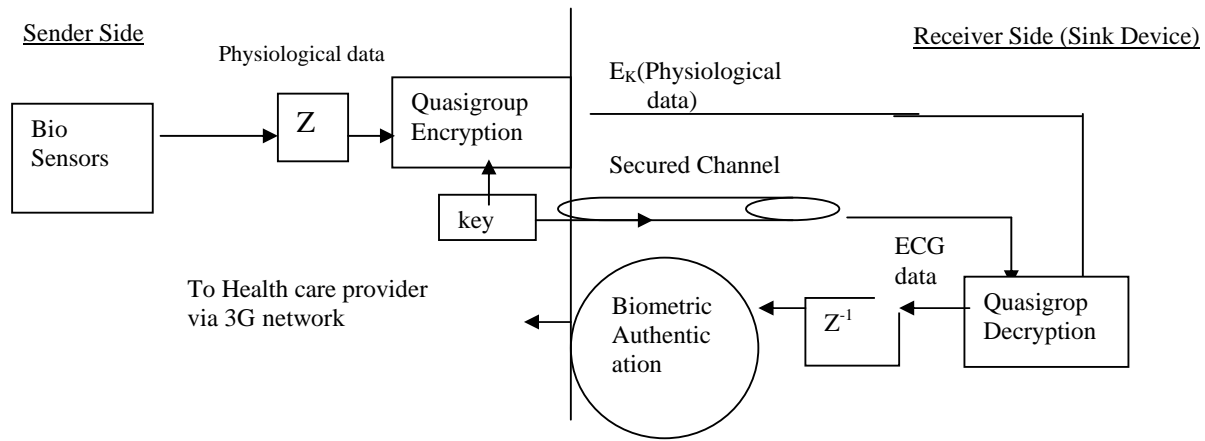 Sender Side
Receiver Side (Sink Device)
Physiological data
Bio
Sensors
Z
Quasigroup
Encryption
E_K(Physiological
data)
Secured Channel
key
ECG
data
To Health care provider
via 3G network
Biometric
Authentic
ation
Z^-1
Quasigrop
Decryption